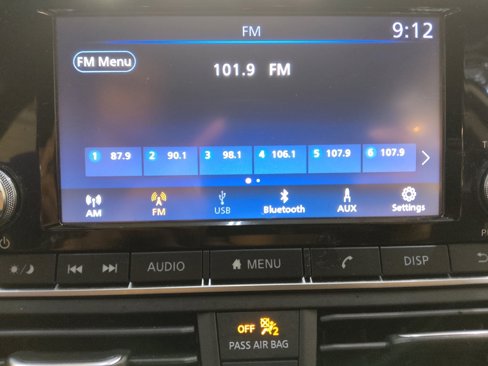 FM 9:12
FM Menu
101.9 FM
1 87.9 2 90.1 3 98.1 4 106.1 5 107.9 6 107.9
AM FM USB Bluetooth AUX Settings
AUDIO MENU DISP
OFF 2
PASS AIR BAG